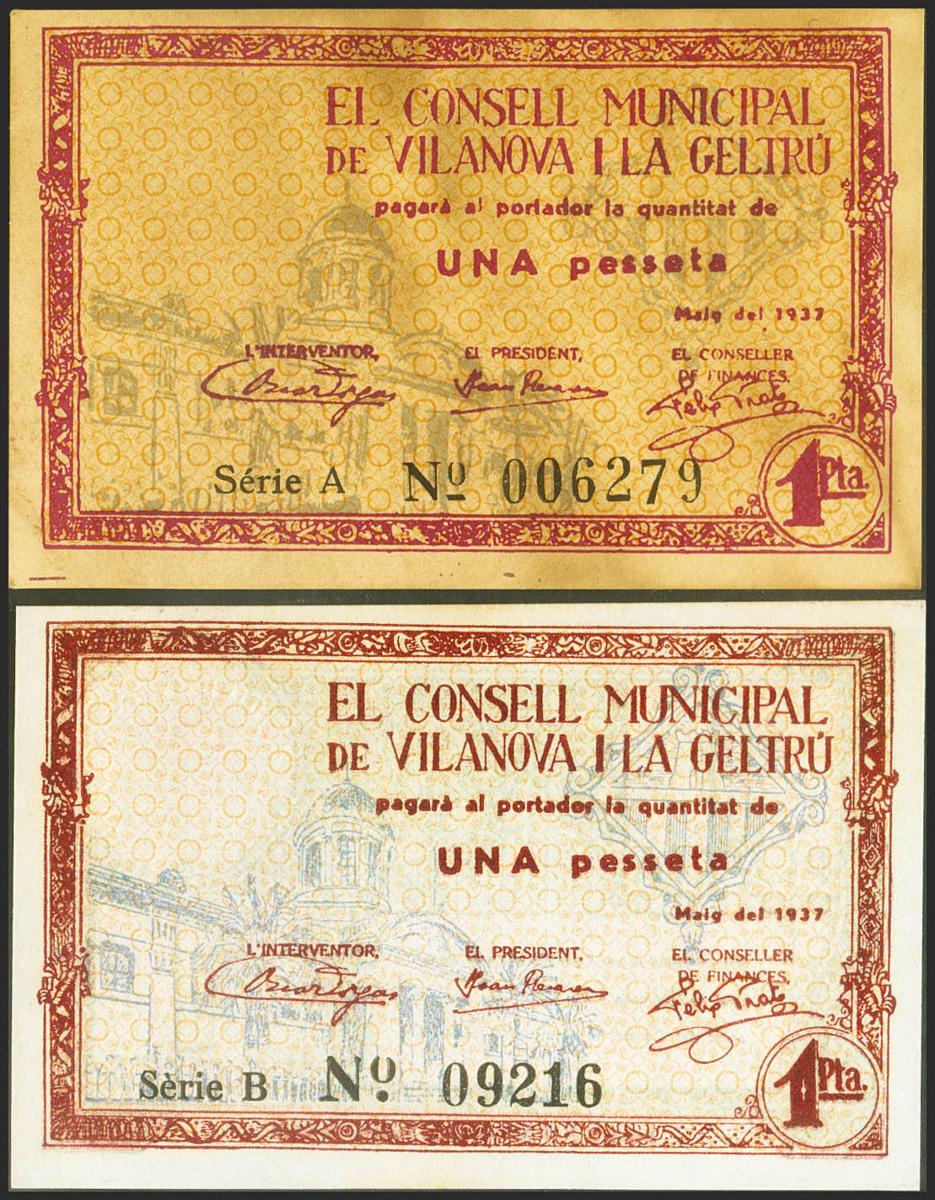 EL CONSELL MUNICIPAL
DE VILANOVA I LA GELTRÚ
pagarà al portador la quantitat de
UNA pesseta
Maig del 1937
L'INTERVENTOR,
EL PRESIDENT,
EL CONSELLER
DE FINANCES,
Série A Nº 006279
1 Pta.
EL CONSELL MUNICIPAL
DE VILANOVA I LA GELTRÚ
pagarà al portador la quantitat de
UNA pesseta
Maig del 1937
L'INTERVENTOR,
EL PRESIDENT,
EL CONSELLER
DE FINANCES,
Sèrie B Nº. 09216
1 Pta.